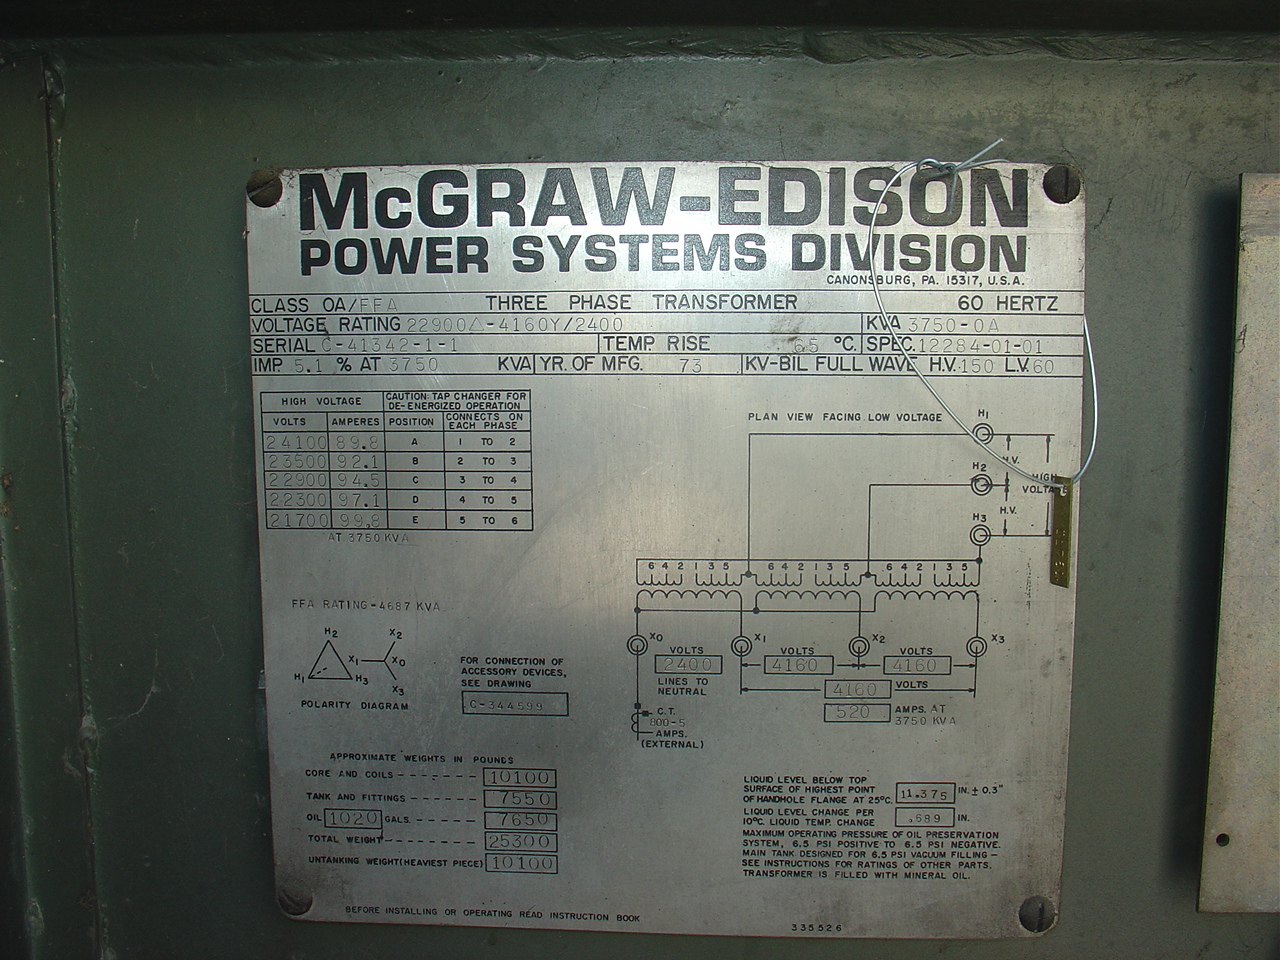 McGRAW-EDISON
POWER SYSTEMS DIVISION
CANONSBURG, PA. 15317, U.S.A.
CLASS OA/FFA THREE PHASE TRANSFORMER 60 HERTZ
VOLTAGE RATING 22900△-4160Y/2400 KVA 3750-OA
SERIAL C-41342-1-1 TEMP RISE 65 °C. SPEC. 12284-01-01
IMP. 5.1 % AT 3750 KVA YR. OF MFG. 73 KV-BIL FULL WAVE H.V. 150 L.V. 60
HIGH VOLTAGE CAUTION: TAP CHANGER FOR DE-ENERGIZED OPERATION
VOLTS AMPERES POSITION CONNECTS ON EACH PHASE
24100 89.8 A 1 TO 2
23500 92.1 B 2 TO 3
22900 94.5 C 3 TO 4
22300 97.1 D 4 TO 5
21700 99.8 E 5 TO 6
AT 3750 KVA
PLAN VIEW FACING LOW VOLTAGE
H1
H.V.
H2
HIGH
VOLTAGE
H.V.
H3
6 4 2 1 3 5 6 4 2 1 3 5 6 4 2 1 3 5
X0 X1 X2 X3
VOLTS VOLTS VOLTS
2400 4160 4160
LINES TO
NEUTRAL
4160 VOLTS
520 AMPS. AT
3750 KVA
C.T.
800-5
AMPS.
(EXTERNAL)
FFA RATING-4687 KVA
H2 X2
X1 X0
H1 H3 X3
POLARITY DIAGRAM
FOR CONNECTION OF
ACCESSORY DEVICES,
SEE DRAWING
C-344599
APPROXIMATE WEIGHTS IN POUNDS
CORE AND COILS ------ 10100
TANK AND FITTINGS ------ 7550
OIL 1020 GALS. ------ 7650
TOTAL WEIGHT --------- 25300
UNTANKING WEIGHT (HEAVIEST PIECE) 10100
LIQUID LEVEL BELOW TOP
SURFACE OF HIGHEST POINT
OF HANDHOLE FLANGE AT 25°C. 11.375 IN. ± 0.3"
LIQUID LEVEL CHANGE PER
10°C. LIQUID TEMP. CHANGE .689 IN.
MAXIMUM OPERATING PRESSURE OF OIL PRESERVATION
SYSTEM, 6.5 PSI POSITIVE TO 6.5 PSI NEGATIVE.
MAIN TANK DESIGNED FOR 6.5 PSI VACUUM FILLING—
SEE INSTRUCTIONS FOR RATINGS OF OTHER PARTS.
TRANSFORMER IS FILLED WITH MINERAL OIL.
BEFORE INSTALLING OR OPERATING READ INSTRUCTION BOOK
335526